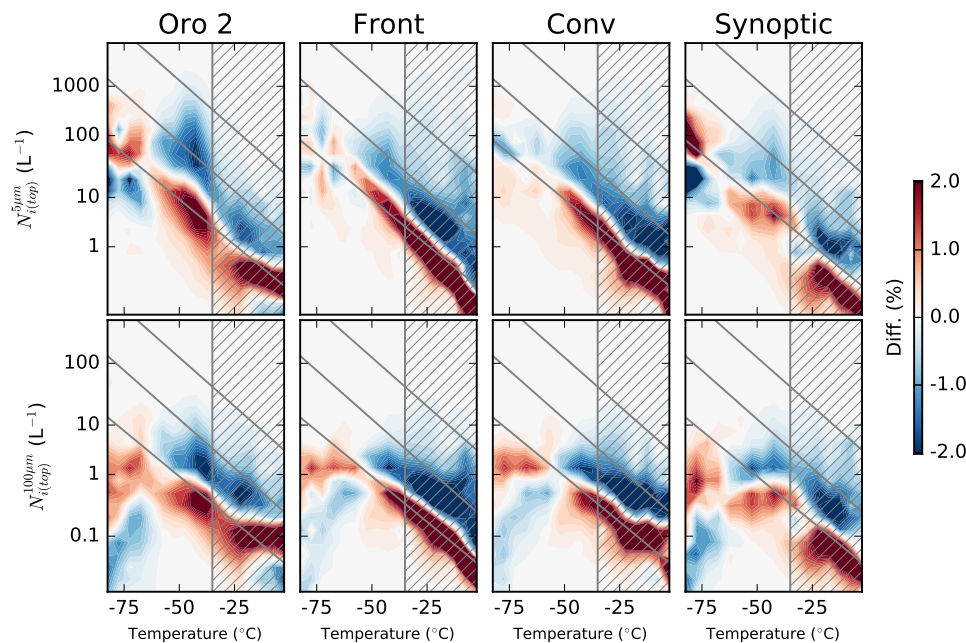 Oro 2 Front Conv Synoptic
1000
100
10
1
N_{i(top)}^{5μm} (L⁻¹)
2.0
1.0
0.0
-1.0
-2.0
Diff. (%)
100
10
1
0.1
N_{i(top)}^{100μm} (L⁻¹)
-75 -50 -25 -75 -50 -25 -75 -50 -25 -75 -50 -25
Temperature (°C) Temperature (°C) Temperature (°C) Temperature (°C)